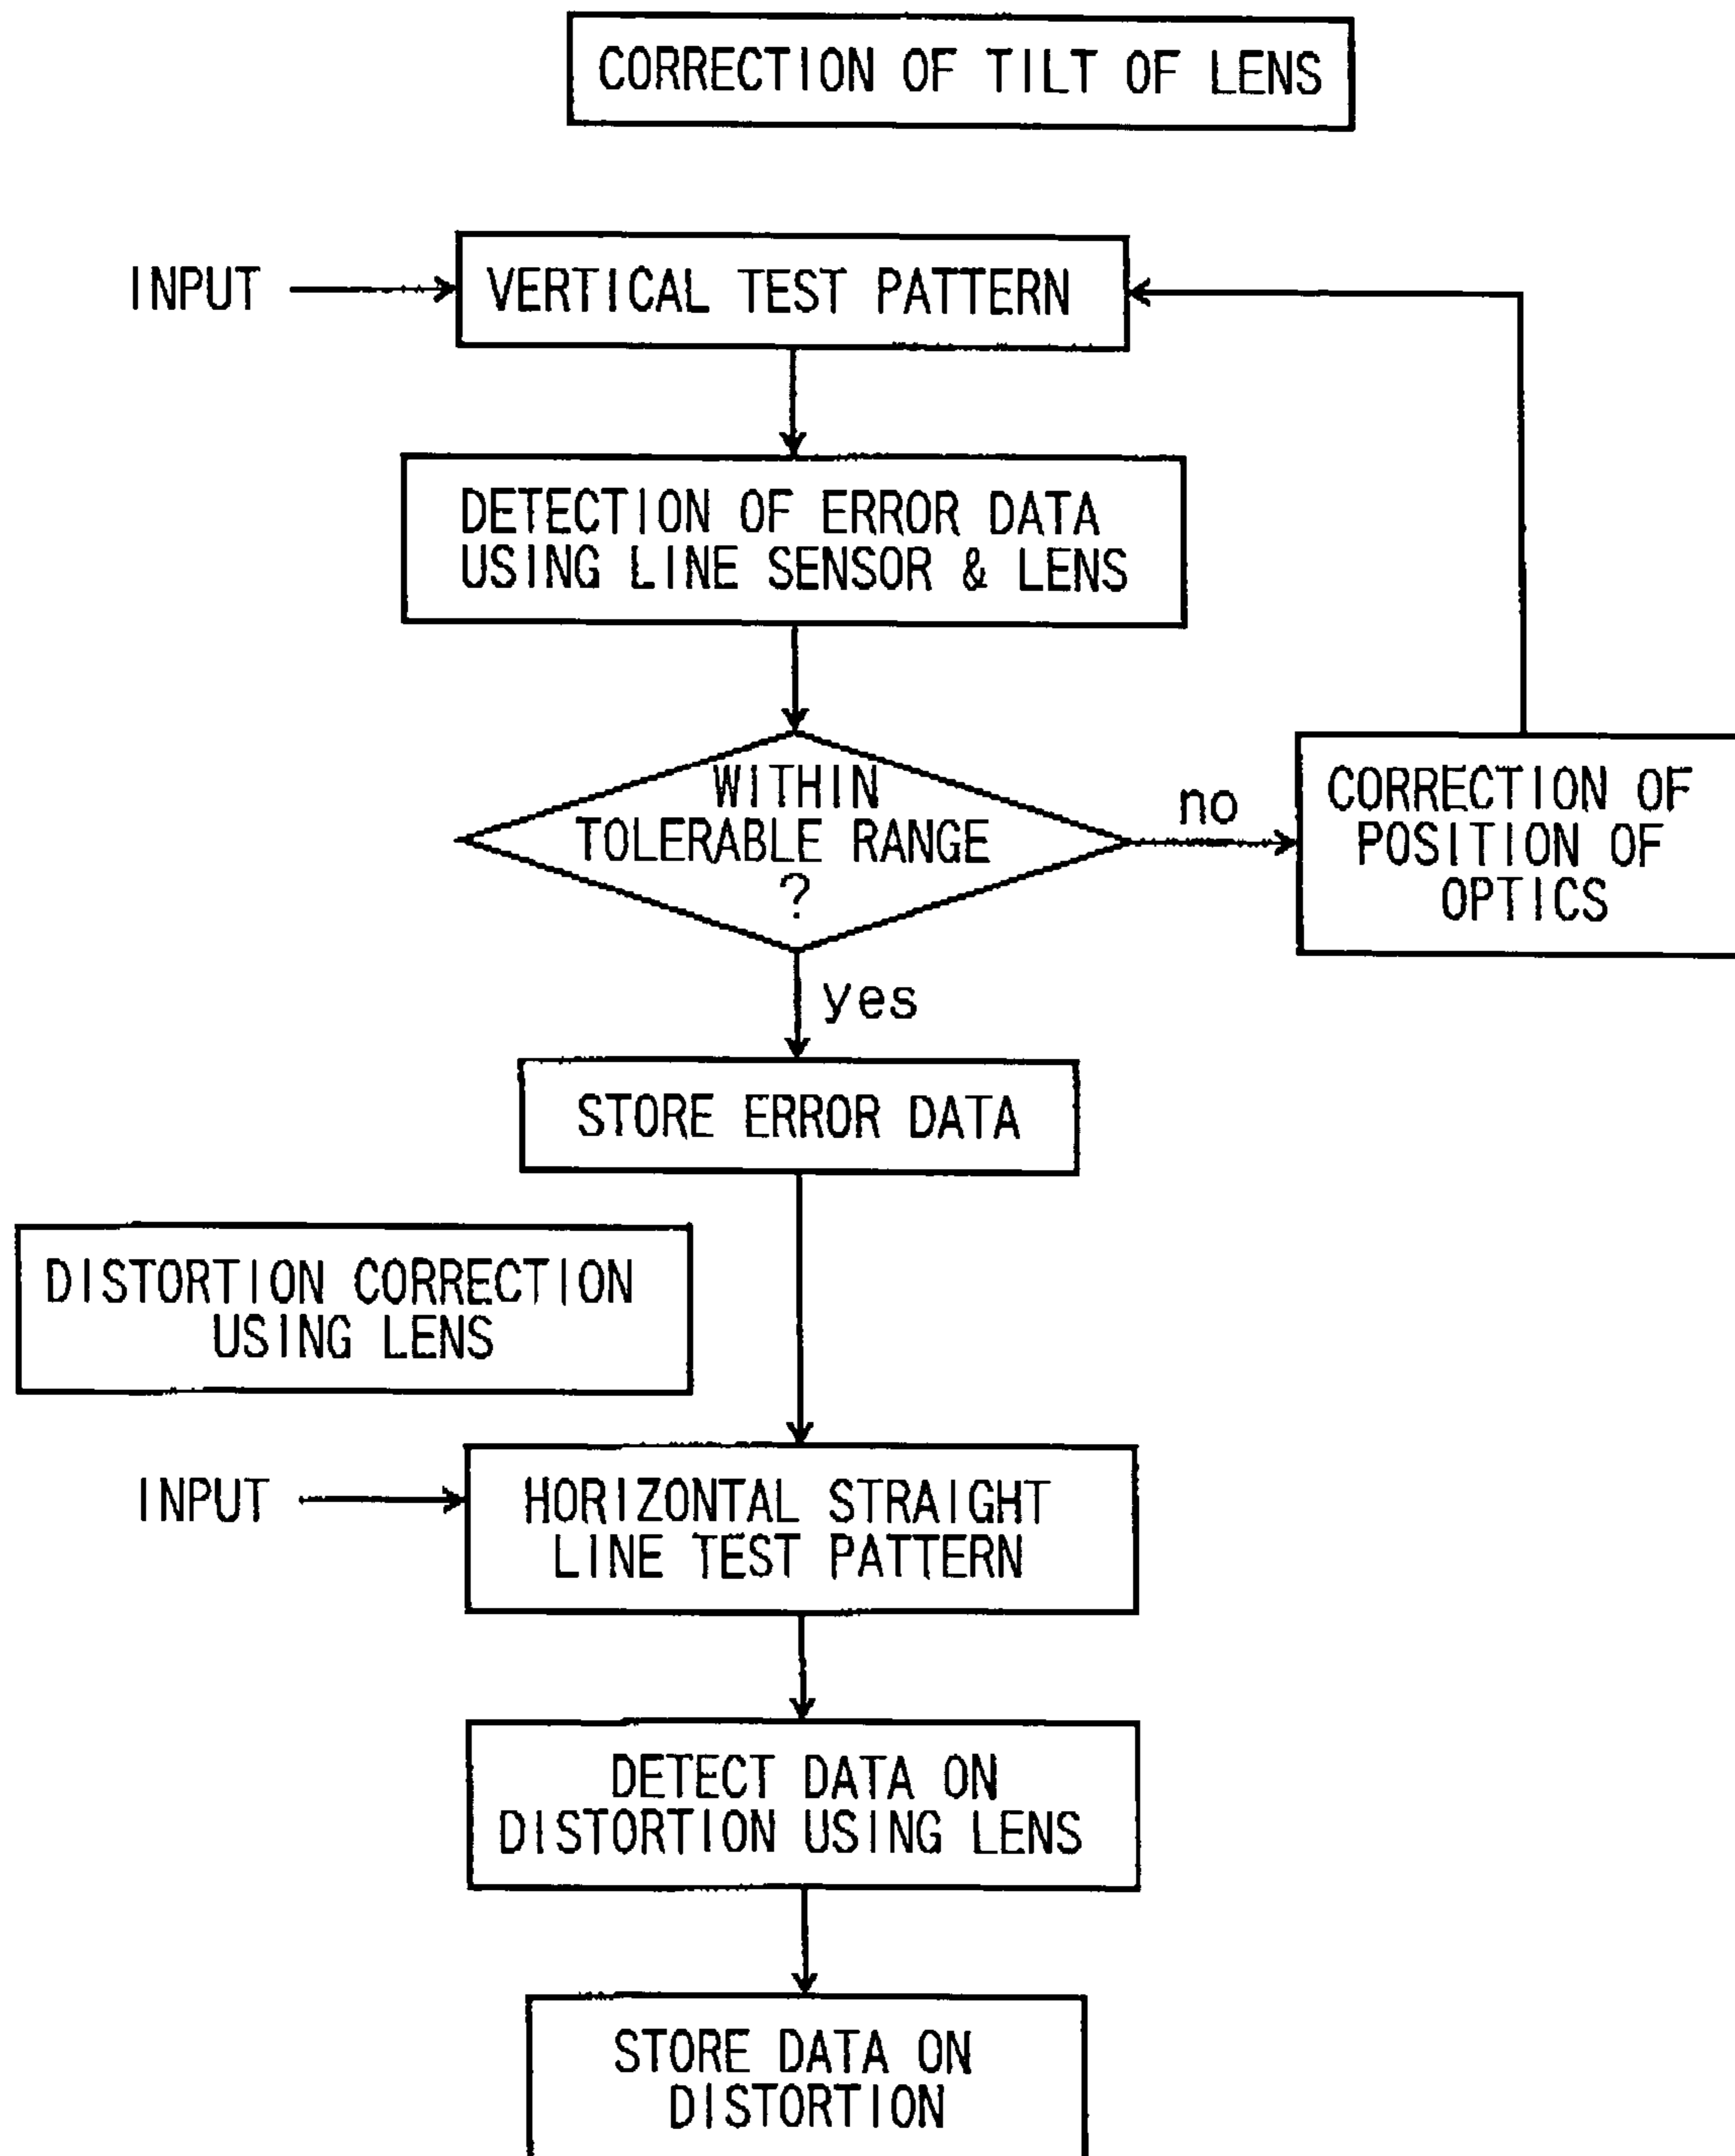 CORRECTION OF TILT OF LENS
INPUT
VERTICAL TEST PATTERN
DETECTION OF ERROR DATA
USING LINE SENSOR & LENS
WITHIN
TOLERABLE RANGE
?
no
CORRECTION OF
POSITION OF
OPTICS
yes
STORE ERROR DATA
DISTORTION CORRECTION
USING LENS
INPUT
HORIZONTAL STRAIGHT
LINE TEST PATTERN
DETECT DATA ON
DISTORTION USING LENS
STORE DATA ON
DISTORTION